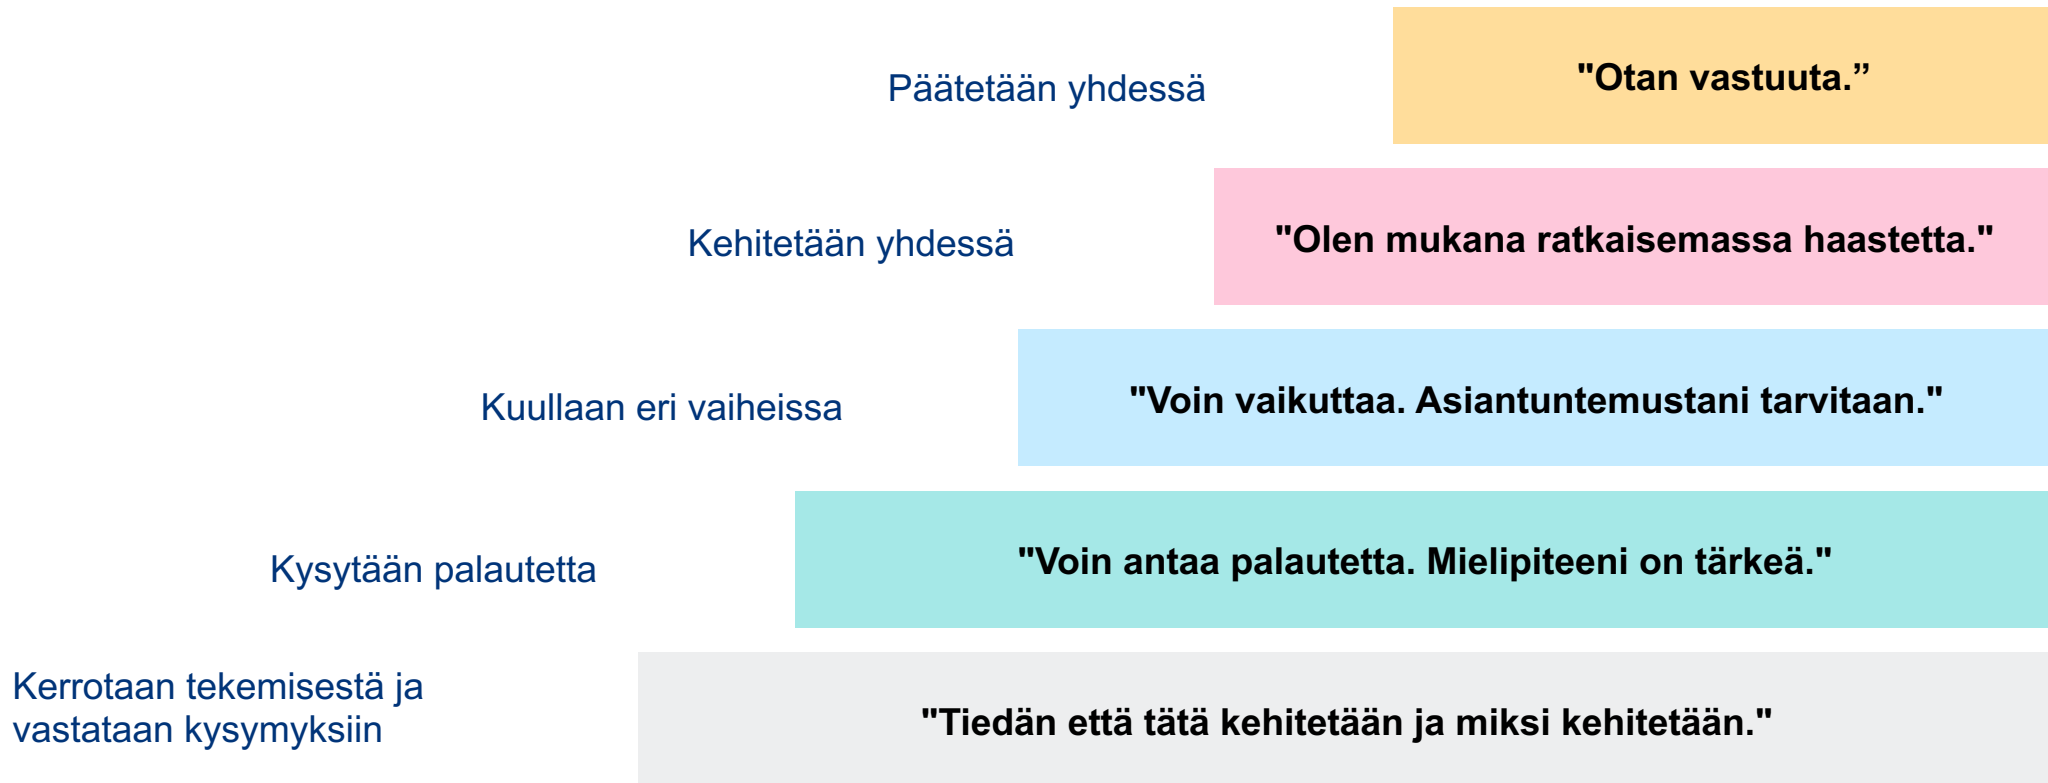 Päätetään yhdessä
"Otan vastuuta.”
Kehitetään yhdessä
"Olen mukana ratkaisemassa haastetta."
Kuullaan eri vaiheissa
"Voin vaikuttaa. Asiantuntemustani tarvitaan."
Kysytään palautetta
"Voin antaa palautetta. Mielipiteeni on tärkeä."
Kerrotaan tekemisestä ja
vastataan kysymyksiin
"Tiedän että tätä kehitetään ja miksi kehitetään."